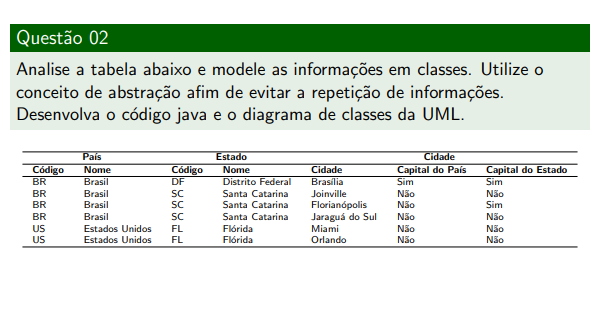 Questão 02
Analise a tabela abaixo e modele as informações em classes. Utilize o
conceito de abstração afim de evitar a repetição de informações.
Desenvolva o código java e o diagrama de classes da UML.
País Estado Cidade
Código Nome Código Nome Cidade Capital do País Capital do Estado
BR Brasil DF Distrito Federal Brasília Sim Sim
BR Brasil SC Santa Catarina Joinville Não Não
BR Brasil SC Santa Catarina Florianópolis Não Sim
BR Brasil SC Santa Catarina Jaraguá do Sul Não Não
US Estados Unidos FL Flórida Miami Não Não
US Estados Unidos FL Flórida Orlando Não Não